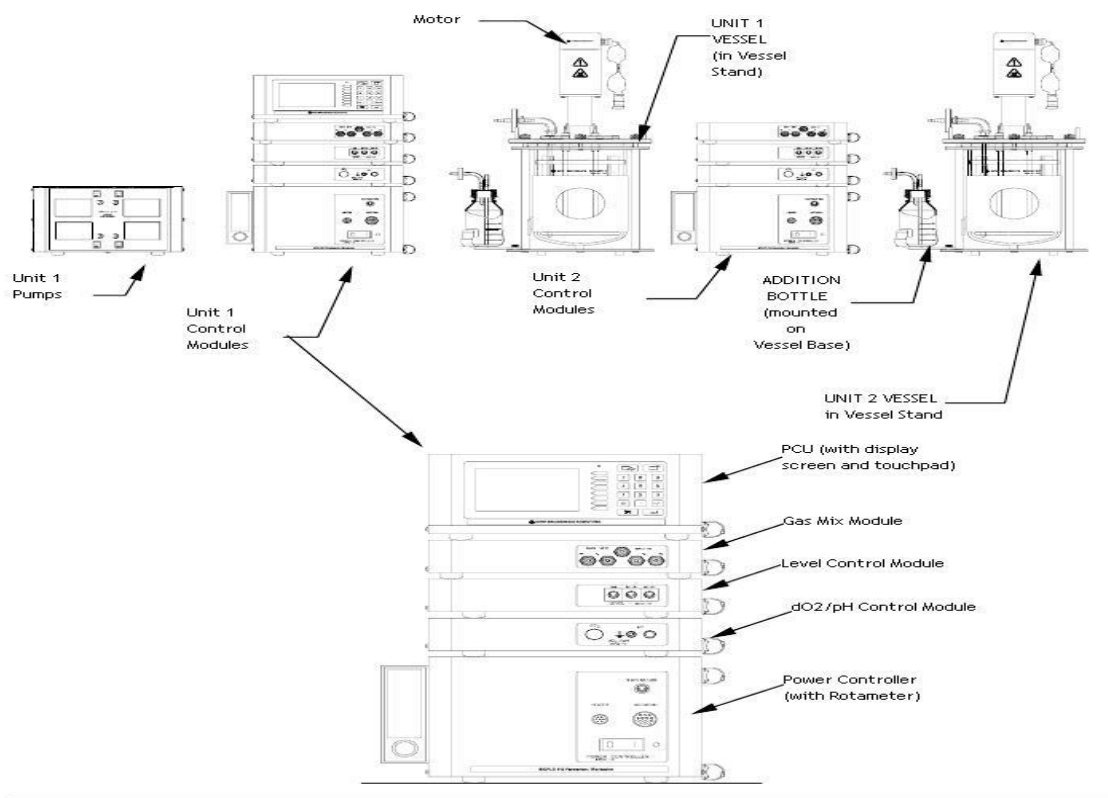 Motor
UNIT 1
VESSEL
(in Vessel
Stand)
Unit 1
Pumps
Unit 1
Control
Modules
Unit 2
Control
Modules
ADDITION
BOTTLE
(mounted
on
Vessel Base)
UNIT 2 VESSEL
in Vessel Stand
PCU (with display
screen and touchpad)
Gas Mix Module
Level Control Module
dO2/pH Control Module
Power Controller
(with Rotameter)
POWER CONTROLLER